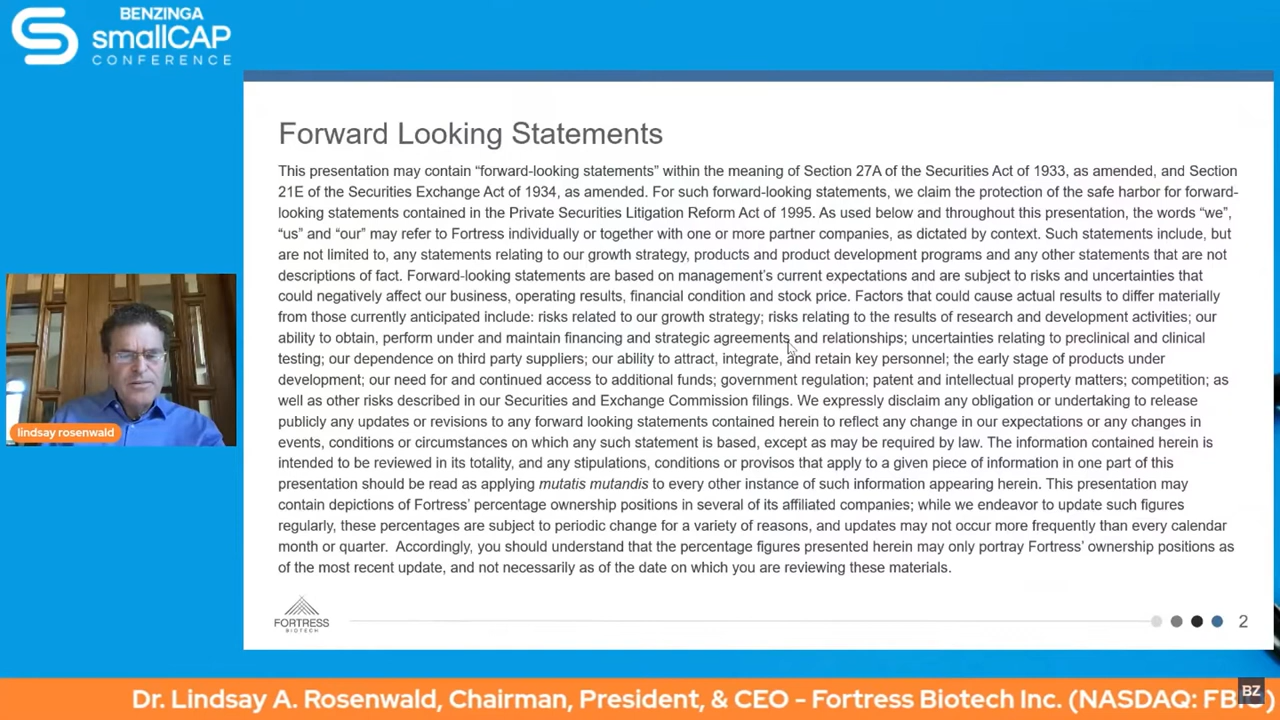 BENZINGA
smallCAP
CONFERENCE
Forward Looking Statements
This presentation may contain “forward-looking statements” within the meaning of Section 27A of the Securities Act of 1933, as amended, and Section
21E of the Securities Exchange Act of 1934, as amended. For such forward-looking statements, we claim the protection of the safe harbor for forward-
looking statements contained in the Private Securities Litigation Reform Act of 1995. As used below and throughout this presentation, the words “we”,
“us” and “our” may refer to Fortress individually or together with one or more partner companies, as dictated by context. Such statements include, but
are not limited to, any statements relating to our growth strategy, products and product development programs and any other statements that are not
descriptions of fact. Forward-looking statements are based on management’s current expectations and are subject to risks and uncertainties that
could negatively affect our business, operating results, financial condition and stock price. Factors that could cause actual results to differ materially
from those currently anticipated include: risks related to our growth strategy; risks relating to the results of research and development activities; our
ability to obtain, perform under and maintain financing and strategic agreements and relationships; uncertainties relating to preclinical and clinical
testing; our dependence on third party suppliers; our ability to attract, integrate, and retain key personnel; the early stage of products under
development; our need for and continued access to additional funds; government regulation; patent and intellectual property matters; competition; as
well as other risks described in our Securities and Exchange Commission filings. We expressly disclaim any obligation or undertaking to release
publicly any updates or revisions to any forward looking statements contained herein to reflect any change in our expectations or any changes in
events, conditions or circumstances on which any such statement is based, except as may be required by law. The information contained herein is
intended to be reviewed in its totality, and any stipulations, conditions or provisos that apply to a given piece of information in one part of this
presentation should be read as applying mutatis mutandis to every other instance of such information appearing herein. This presentation may
contain depictions of Fortress’ percentage ownership positions in several of its affiliated companies; while we endeavor to update such figures
regularly, these percentages are subject to periodic change for a variety of reasons, and updates may not occur more frequently than every calendar
month or quarter. Accordingly, you should understand that the percentage figures presented herein may only portray Fortress’ ownership positions as
of the most recent update, and not necessarily as of the date on which you are reviewing these materials.
lindsay rosenwald
FORTRESS
BIOTECH
2
Dr. Lindsay A. Rosenwald, Chairman, President, & CEO - Fortress Biotech Inc. (NASDAQ: FBIO)
BZ